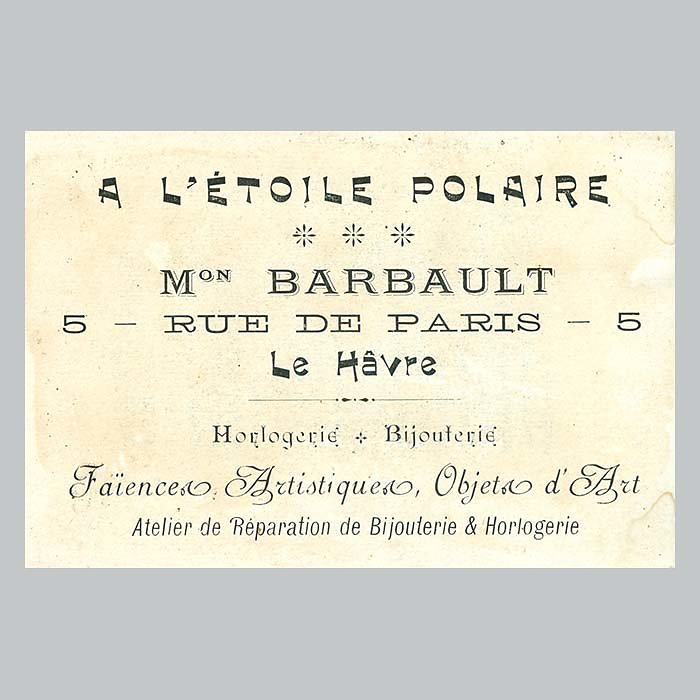 A L'ÉTOILE POLAIRE
Mon BARBAULT
5 – RUE DE PARIS – 5
Le Hâvre
Horlogerie + Bijouterie
Faïences Artistiques, Objets d'Art
Atelier de Réparation de Bijouterie & Horlogerie